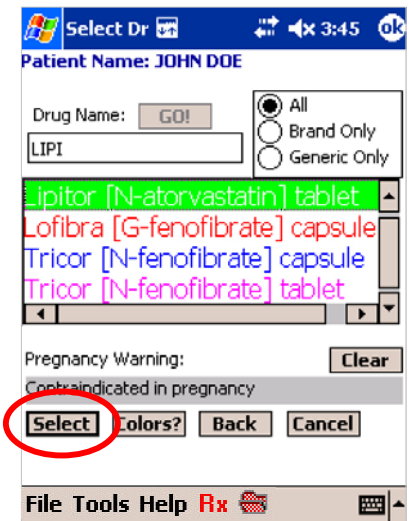 Select Dr 3:45 ok
Patient Name: JOHN DOE
Drug Name: GO!
LIPI
All
Brand Only
Generic Only
Lipitor [N-atorvastatin] tablet
Lofibra [G-fenofibrate] capsule
Tricor [N-fenofibrate] capsule
Tricor [N-fenofibrate] tablet
Pregnancy Warning: Clear
Contraindicated in pregnancy
Select Colors? Back Cancel
File Tools Help Rx